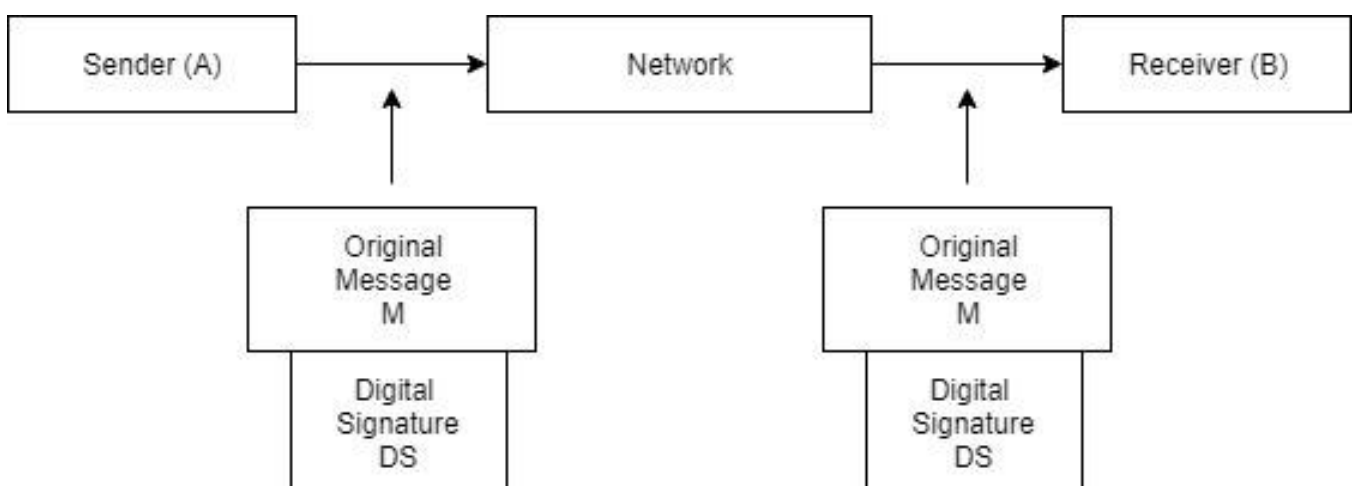 Sender (A)
Network
Receiver (B)
Original
Message
M
Digital
Signature
DS
Original
Message
M
Digital
Signature
DS